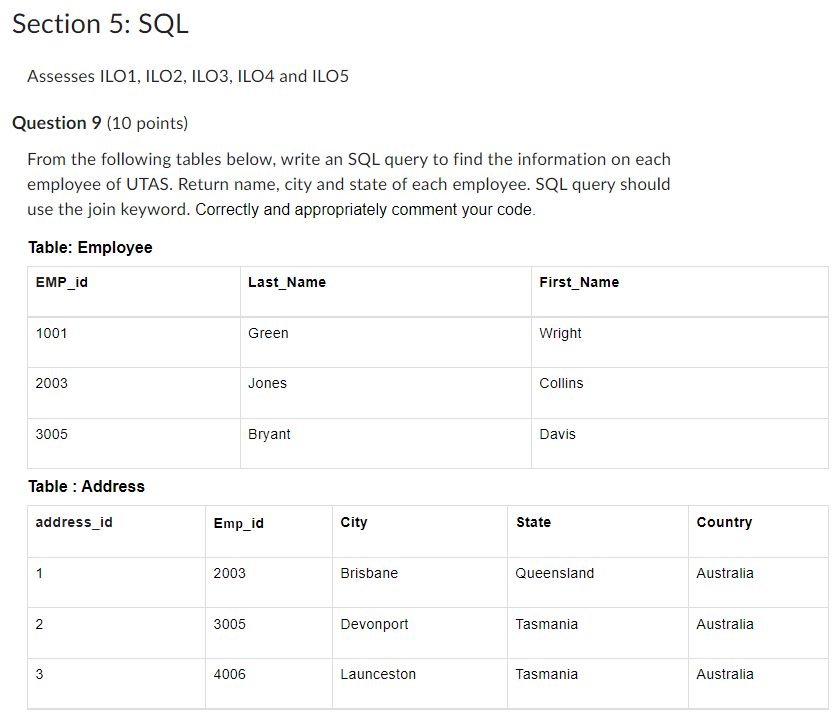 Section 5: SQL
Assesses ILO1, ILO2, ILO3, ILO4 and ILO5
Question 9 (10 points)
From the following tables below, write an SQL query to find the information on each
employee of UTAS. Return name, city and state of each employee. SQL query should
use the join keyword. Correctly and appropriately comment your code.
Table: Employee
EMP_id Last_Name First_Name
1001 Green Wright
2003 Jones Collins
3005 Bryant Davis
Table : Address
address_id Emp_id City State Country
1 2003 Brisbane Queensland Australia
2 3005 Devonport Tasmania Australia
3 4006 Launceston Tasmania Australia